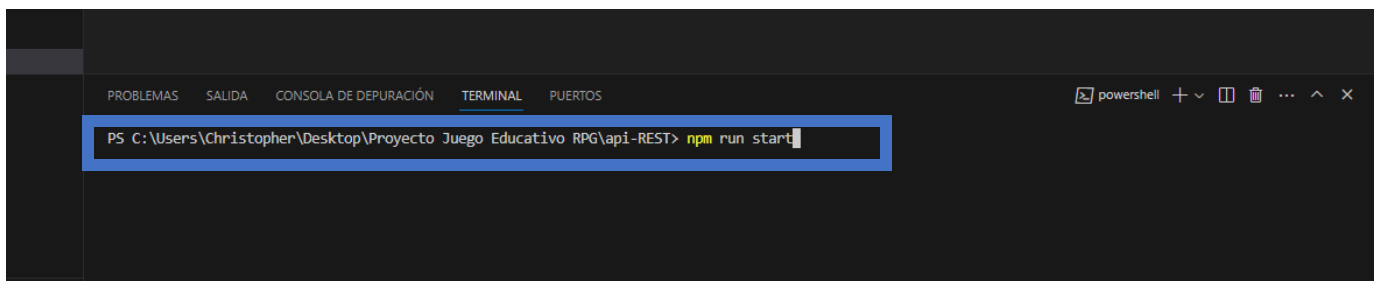 PROBLEMAS SALIDA CONSOLA DE DEPURACIÓN TERMINAL PUERTOS powershell
PS C:\Users\Christopher\Desktop\Proyecto Juego Educativo RPG\api-REST> npm run start